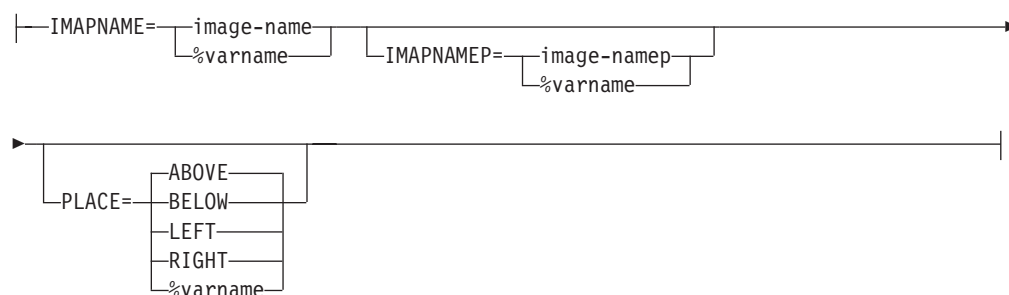 IMAPNAME= image-name
%varname
IMAPNAMEP= image-namep
%varname
PLACE= ABOVE
BELOW
LEFT
RIGHT
%varname